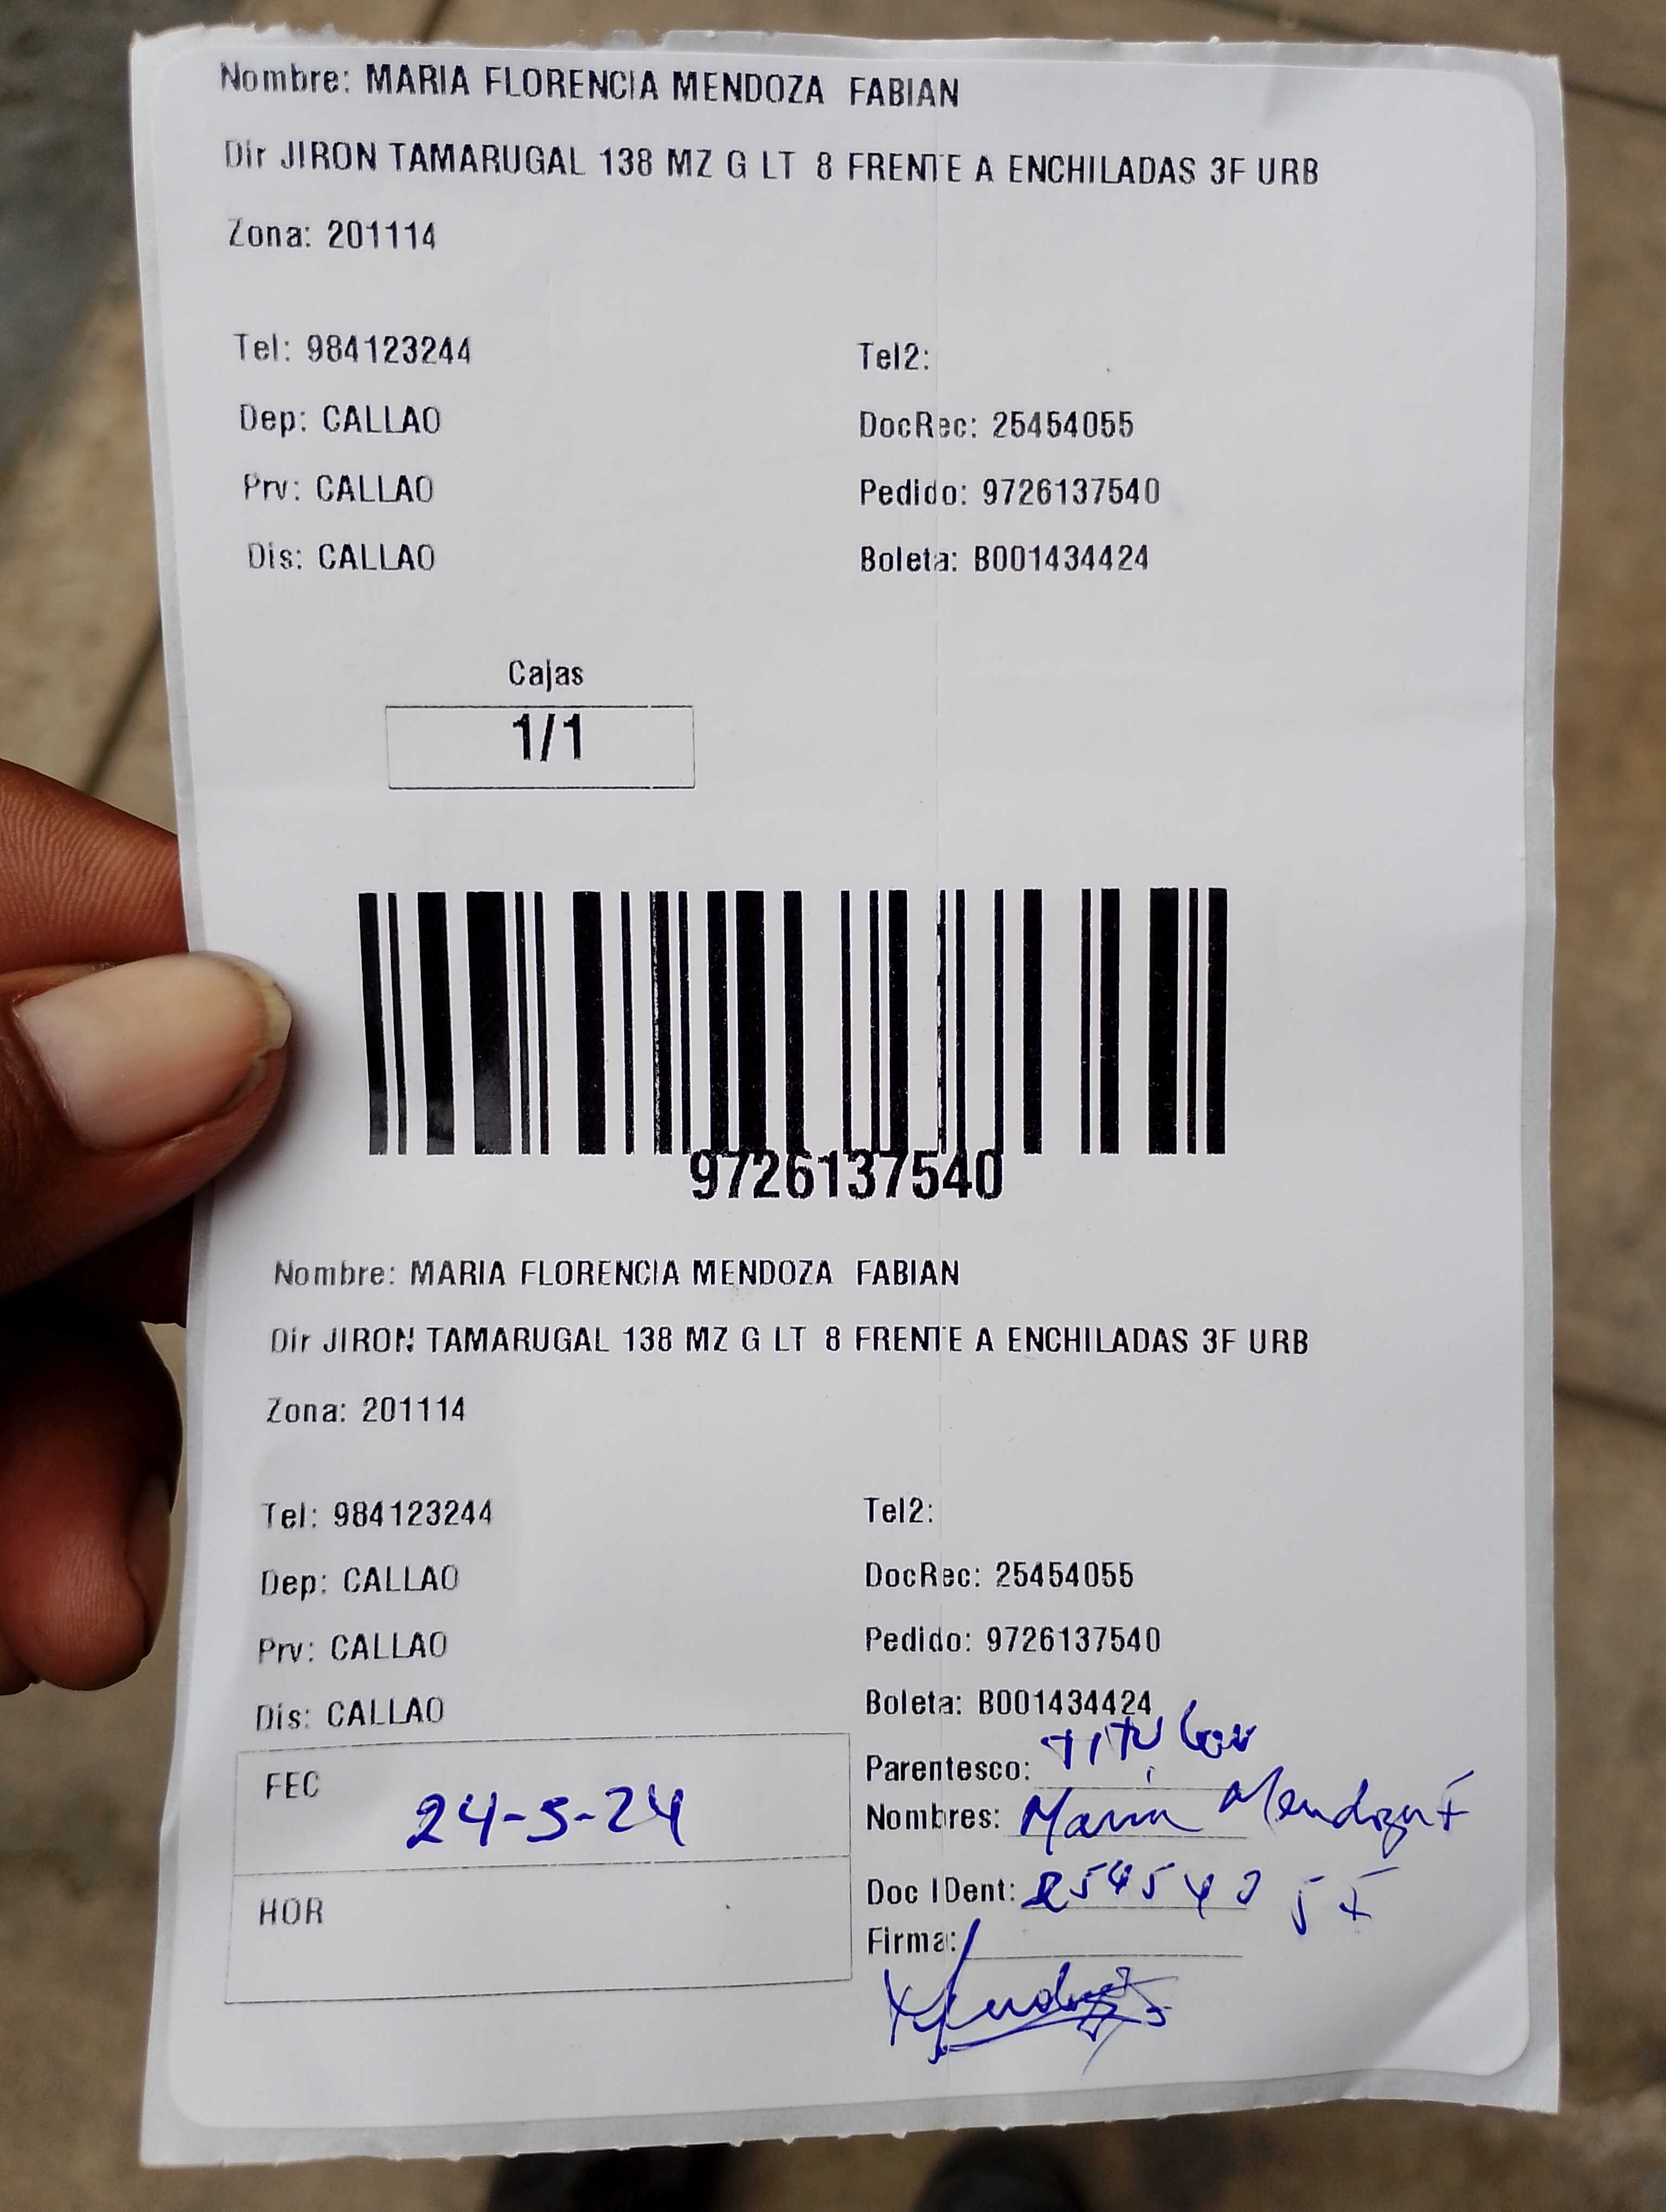 Nombre: MARIA FLORENCIA MENDOZA FABIAN
Dir JIRON TAMARUGAL 138 MZ G LT 8 FRENTE A ENCHILADAS 3F URB
Zona: 201114
Tel: 984123244 Tel2:
Dep: CALLAO DocRec: 25454055
Prv: CALLAO Pedido: 9726137540
Dis: CALLAO Boleta: B001434424
Cajas
1/1
9726137540
Nombre: MARIA FLORENCIA MENDOZA FABIAN
Dir JIRON TAMARUGAL 138 MZ G LT 8 FRENTE A ENCHILADAS 3F URB
Zona: 201114
Tel: 984123244 Tel2:
Dep: CALLAO DocRec: 25454055
Prv: CALLAO Pedido: 9726137540
Dis: CALLAO Boleta: B001434424
FEC 24-5-24
HOR
Parentesco: TITULar
Nombres: Maria Mendoza F
Doc IDent: 25454055
Firma: